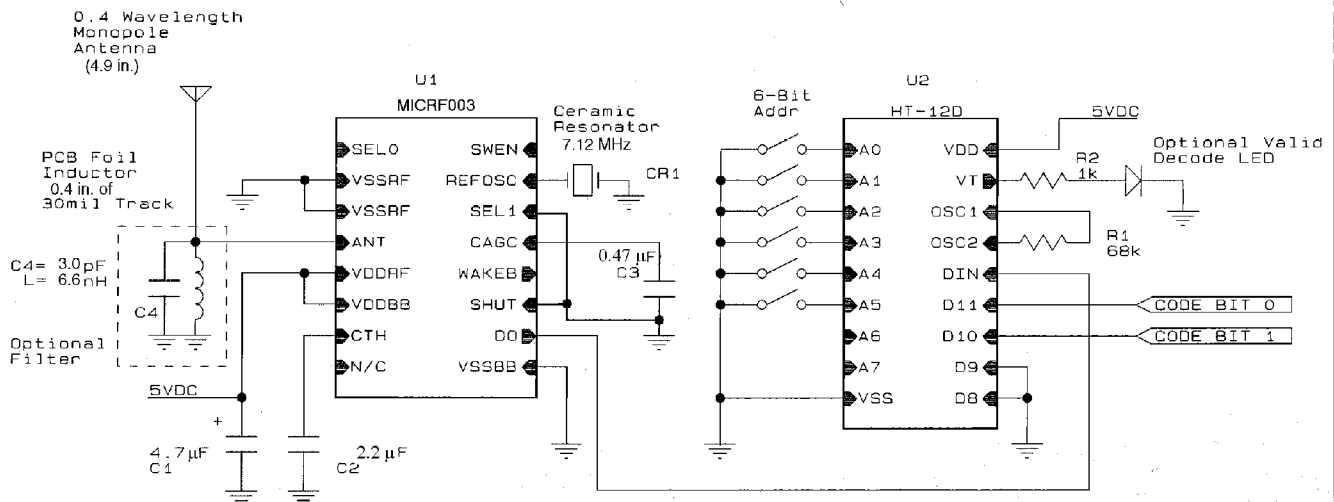 0.4 Wavelength
Monopole
Antenna
(4.9 in.)
PCB Foil
Inductor
0.4 in. of
30mil Track
C4= 3.0 pF
L= 6.6nH
C4
Optional
Filter
5VDC
+
4.7 µF
C1
2.2 µF
C2
U1
MICRF003
SEL0
VSSRF
VSSRF
ANT
VDDRF
VDDBB
CTH
N/C
SWEN
REFOSC
SEL1
CAGC
WAKEB
SHUT
DO
VSSBB
Ceramic
Resonator
7.12 MHz
CR1
0.47 µF
C3
6-Bit
Addr
U2
HT-12D
A0
A1
A2
A3
A4
A5
A6
A7
VSS
VDD
VT
OSC1
OSC2
DIN
D11
D10
D9
D8
5VDC
R2
1k
Optional Valid
Decode LED
R1
68k
CODE BIT 0
CODE BIT 1